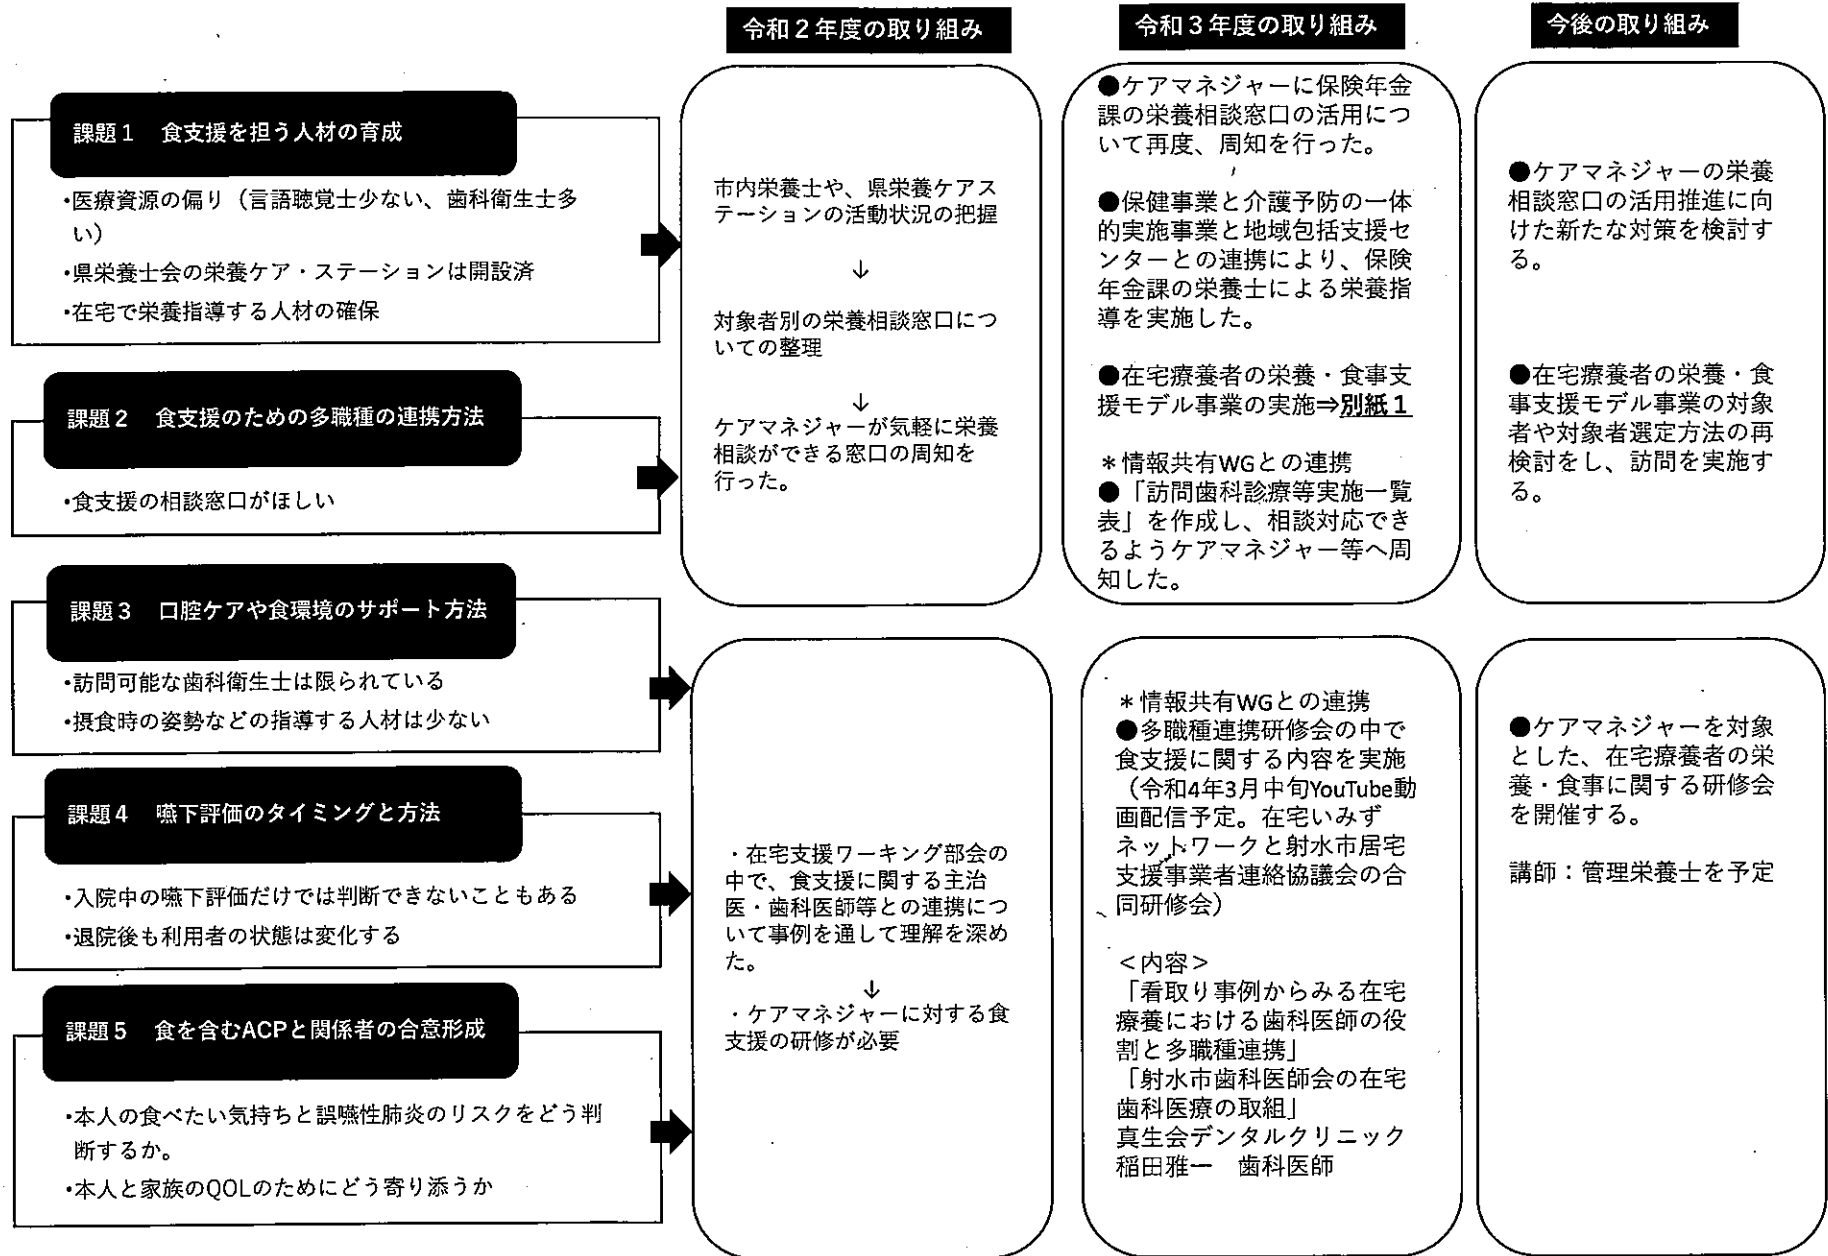 令和２年度の取り組み
令和３年度の取り組み
今後の取り組み
課題１　食支援を担う人材の育成
・医療資源の偏り（言語聴覚士少ない、歯科衛生士多
い）
・県栄養士会の栄養ケア・ステーションは開設済
・在宅で栄養指導する人材の確保
課題２　食支援のための多職種の連携方法
・食支援の相談窓口がほしい
課題３　口腔ケアや食環境のサポート方法
・訪問可能な歯科衛生士は限られている
・摂食時の姿勢などの指導する人材は少ない
課題４　嚥下評価のタイミングと方法
・入院中の嚥下評価だけでは判断できないこともある
・退院後も利用者の状態は変化する
課題５　食を含むACPと関係者の合意形成
・本人の食べたい気持ちと誤嚥性肺炎のリスクをどう判
断するか。
・本人と家族のQOLのためにどう寄り添うか
市内栄養士や、県栄養ケアス
テーションの活動状況の把握
↓
対象者別の栄養相談窓口につ
いての整理
↓
ケアマネジャーが気軽に栄養
相談ができる窓口の周知を
行った。
・在宅支援ワーキング部会の
中で、食支援に関する主治
医・歯科医師等との連携につ
いて事例を通して理解を深め
た。
↓
・ケアマネジャーに対する食
支援の研修が必要
●ケアマネジャーに保険年金
課の栄養相談窓口の活用につ
いて再度、周知を行った。
●保健事業と介護予防の一体
的実施事業と地域包括支援セ
ンターとの連携により、保険
年金課の栄養士による栄養指
導を実施した。
●在宅療養者の栄養・食事支
援モデル事業の実施⇒別紙１
＊情報共有WGとの連携
●「訪問歯科診療等実施一覧
表」を作成し、相談対応でき
るようケアマネジャー等へ周
知した。
＊情報共有WGとの連携
●多職種連携研修会の中で
食支援に関する内容を実施
（令和4年3月中旬YouTube動
画配信予定。在宅いみず
ネットワークと射水市居宅
支援事業者連絡協議会の合
同研修会）
＜内容＞
「看取り事例からみる在宅
療養における歯科医師の役
割と多職種連携」
「射水市歯科医師会の在宅
歯科医療の取組」
真生会デンタルクリニック
稲田雅一　歯科医師
●ケアマネジャーの栄養
相談窓口の活用推進に向
けた新たな対策を検討す
る。
●在宅療養者の栄養・食
事支援モデル事業の対象
者や対象者選定方法の再
検討をし、訪問を実施す
る。
●ケアマネジャーを対象
とした、在宅療養者の栄
養・食事に関する研修会
を開催する。
講師：管理栄養士を予定